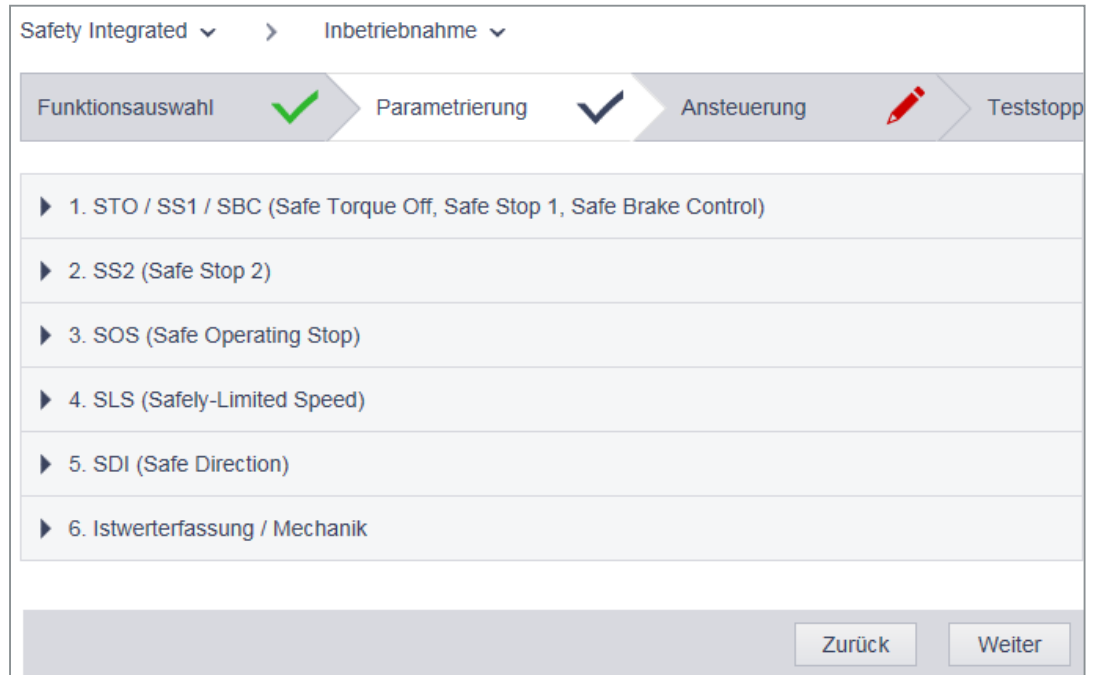 Safety Integrated > Inbetriebnahme
Funktionsauswahl Parametrierung Ansteuerung Teststopp
1. STO / SS1 / SBC (Safe Torque Off, Safe Stop 1, Safe Brake Control)
2. SS2 (Safe Stop 2)
3. SOS (Safe Operating Stop)
4. SLS (Safely-Limited Speed)
5. SDI (Safe Direction)
6. Istwerterfassung / Mechanik
Zurück Weiter